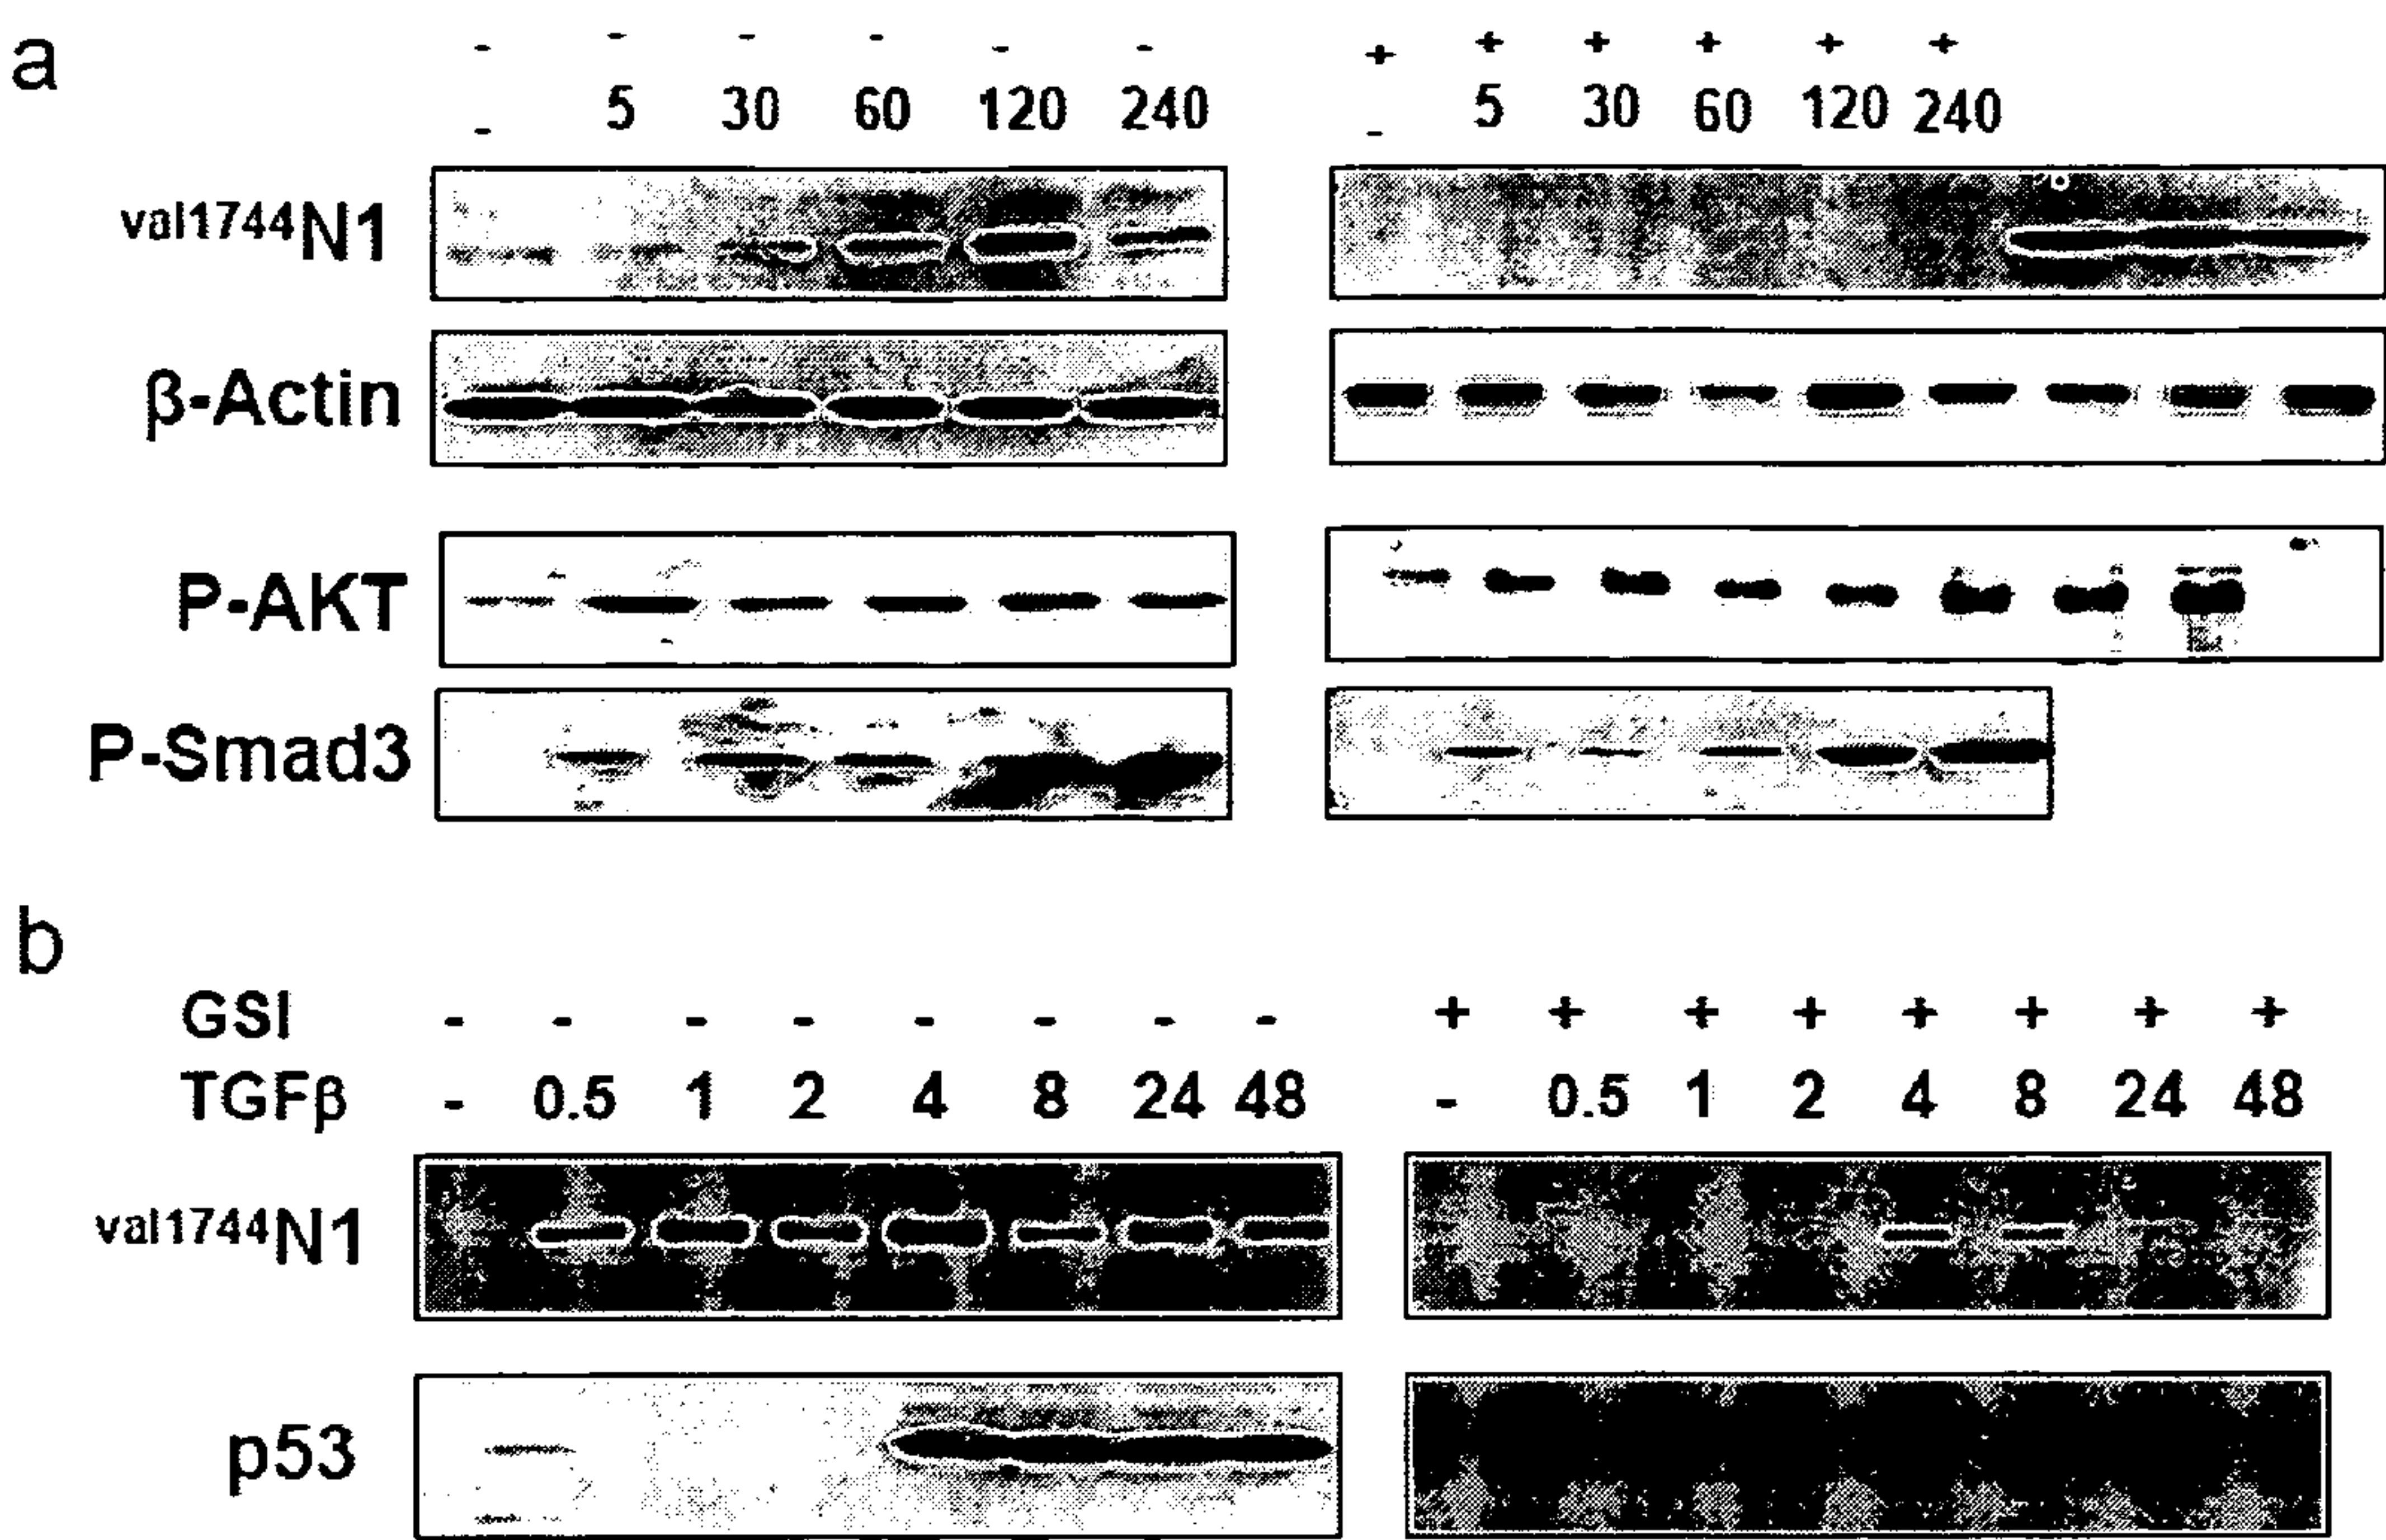 a
- - - - - - + + + + + +
- 5 30 60 120 240 - 5 30 60 120 240
val1744N1
β-Actin
P-AKT
P-Smad3
b
GSI - - - - - - - - + + + + + + + +
TGFβ - 0.5 1 2 4 8 24 48 - 0.5 1 2 4 8 24 48
val1744N1
p53